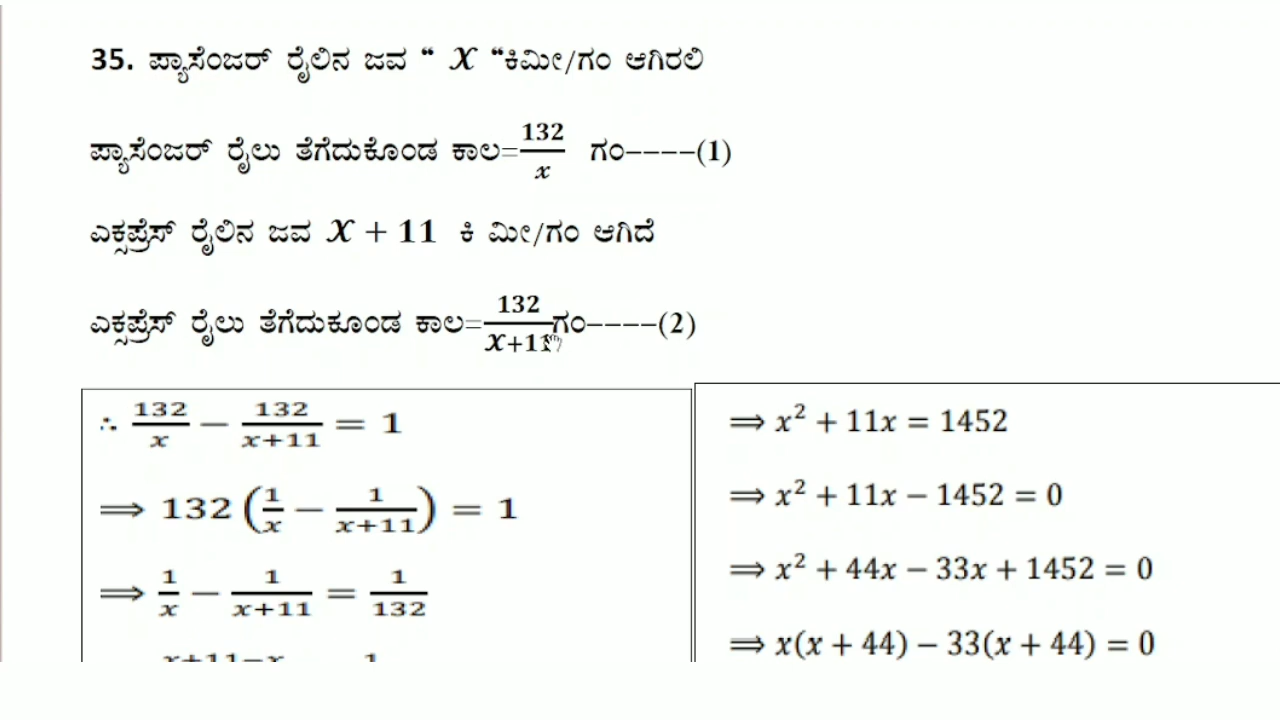 35. ಪ್ಯಾಸೆಂಜರ್ ರೈಲಿನ ಜವ “ x “ಕಿಮೀ/ಗಂ ಆಗಿರಲಿ
ಪ್ಯಾಸೆಂಜರ್ ರೈಲು ತೆಗೆದುಕೊಂಡ ಕಾಲ=132/x ಗಂ----(1)
ಎಕ್ಸಪ್ರೆಸ್ ರೈಲಿನ ಜವ x + 11 ಕಿ ಮೀ/ಗಂ ಆಗಿದೆ
ಎಕ್ಸಪ್ರೆಸ್ ರೈಲು ತೆಗೆದುಕೂಂಡ ಕಾಲ=132/(x+11) ಗಂ----(2)
∴ 132/x − 132/(x+11) = 1
⟹ 132 (1/x − 1/(x+11)) = 1
⟹ 1/x − 1/(x+11) = 1/132
⟹ x² + 11x = 1452
⟹ x² + 11x − 1452 = 0
⟹ x² + 44x − 33x + 1452 = 0
⟹ x(x + 44) − 33(x + 44) = 0